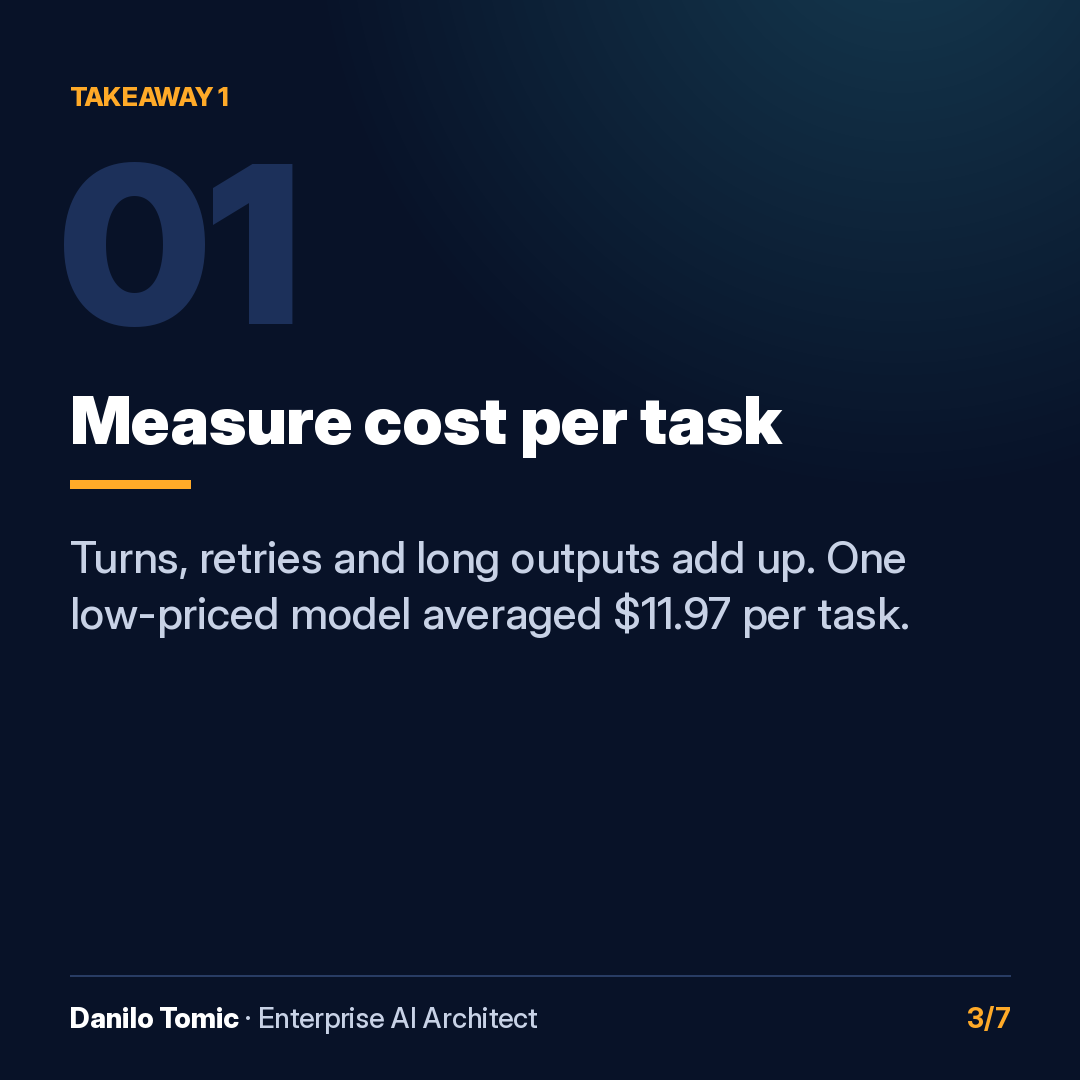 TAKEAWAY 1
01
Measure cost per task
Turns, retries and long outputs add up. One
low-priced model averaged $11.97 per task.
Danilo Tomic · Enterprise AI Architect
3/7